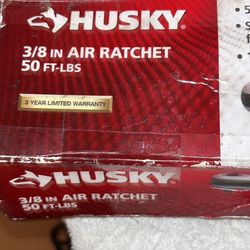 HUSKY
3/8 IN AIR RATCHET
50 FT-LBS
3 YEAR LIMITED WARRANTY
HUSKY
3/8 IN AIR RATCHET
50 FT-LBS